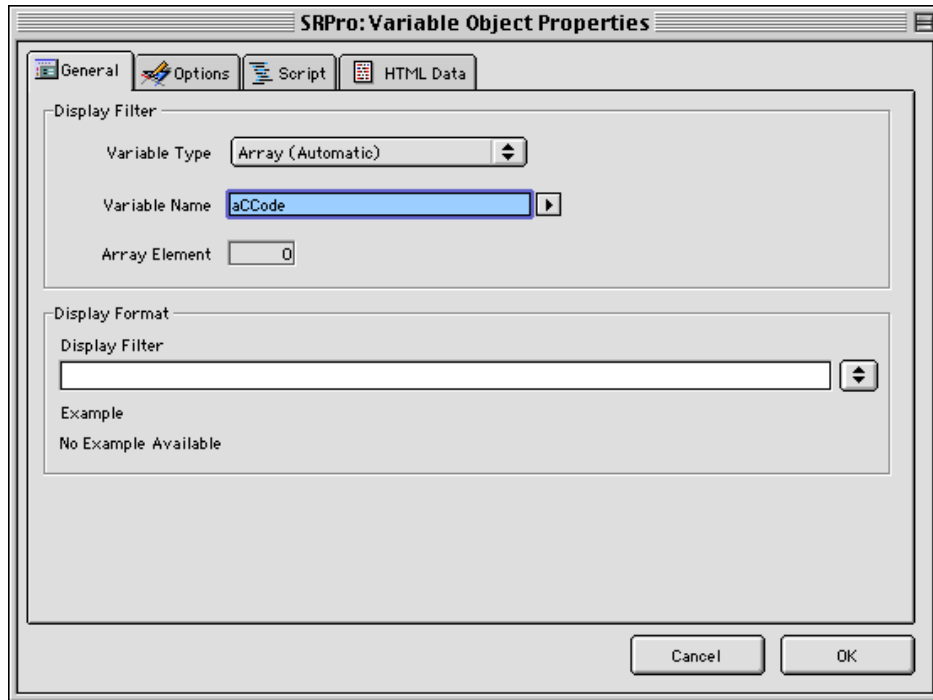 SRPro: Variable Object Properties
General Options Script HTML Data
Display Filter
Variable Type Array (Automatic)
Variable Name aCCode
Array Element 0
Display Format
Display Filter
Example
No Example Available
Cancel OK